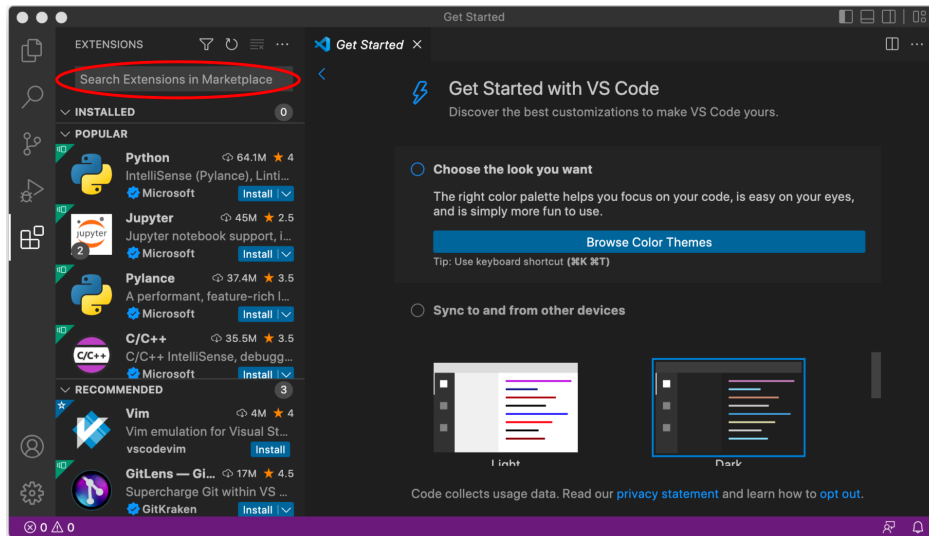 Get Started
EXTENSIONS
Search Extensions in Marketplace
INSTALLED
0
POPULAR
Python 64.1M ★ 4
IntelliSense (Pylance), Linti...
Microsoft Install
jupyter
2
Jupyter 45M ★ 2.5
Jupyter notebook support, i...
Microsoft Install
Pylance 37.4M ★ 3.5
A performant, feature-rich l...
Microsoft Install
C/C++
C/C++ 35.5M ★ 3.5
C/C++ IntelliSense, debugg...
Microsoft Install
RECOMMENDED
3
Vim 4M ★ 4
Vim emulation for Visual St...
vscodevim Install
GitLens — Gi... 17M ★ 4.5
Supercharge Git within VS ...
GitKraken Install
Get Started
Get Started with VS Code
Discover the best customizations to make VS Code yours.
Choose the look you want
The right color palette helps you focus on your code, is easy on your eyes,
and is simply more fun to use.
Browse Color Themes
Tip: Use keyboard shortcut (⌘K ⌘T)
Sync to and from other devices
Light
Dark
Code collects usage data. Read our privacy statement and learn how to opt out.
0 0